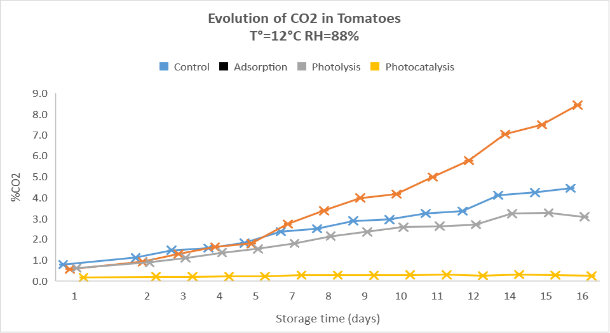 Evolution of CO2 in Tomatoes
T°=12°C RH=88%
Control Adsorption Photolysis Photocatalysis
9.0
8.0
7.0
6.0
5.0
4.0
3.0
2.0
1.0
0.0
%CO2
1 2 3 4 5 7 8 9 10 11 12 14 15 16
Storage time (days)